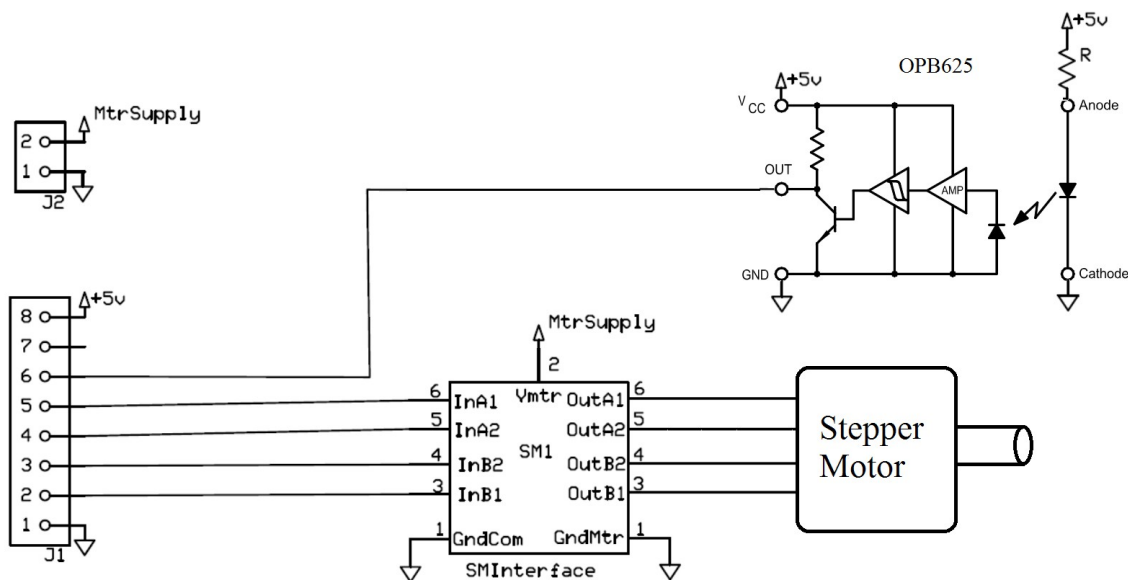 +5v
R
Anode
Cathode
OPB625
+5v
VCC
OUT
GND
AMP
MtrSupply
2
1
J2
+5v
8
7
6
5
4
3
2
1
J1
MtrSupply
2
Vmtr
6 InA1 OutA1 6
5 InA2 OutA2 5
SM1
4 InB2 OutB2 4
3 InB1 OutB1 3
1 GndCom GndMtr 1
SMInterface
Stepper
Motor